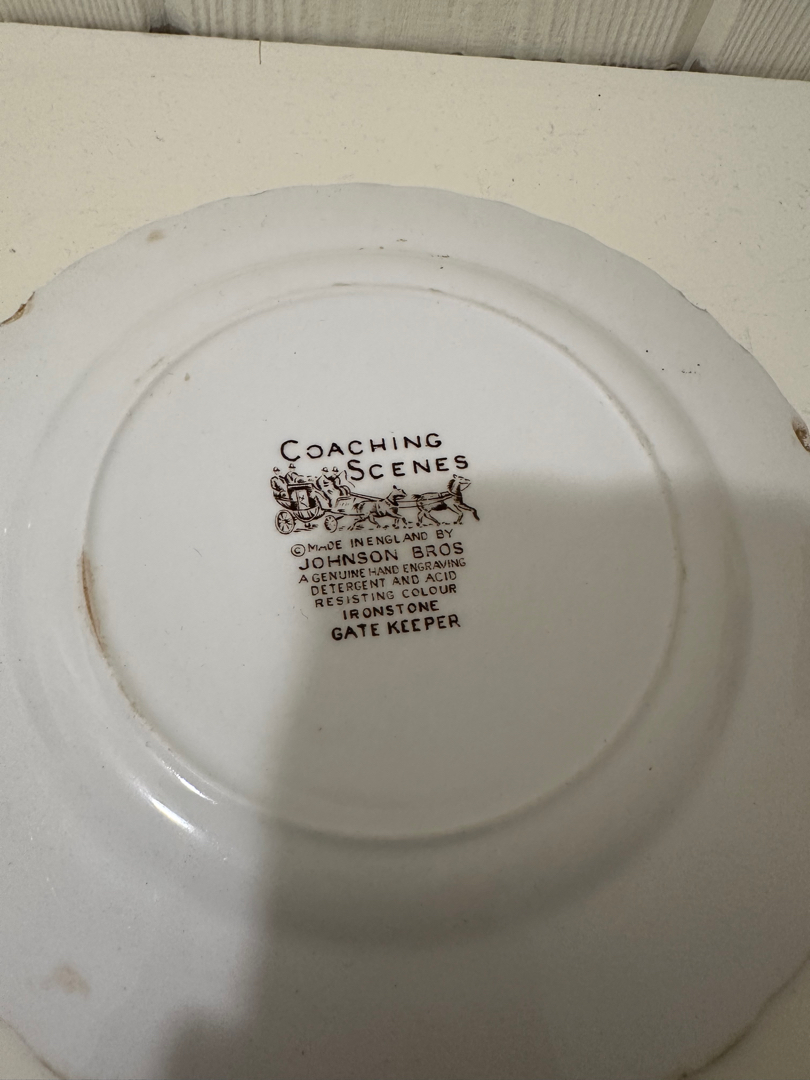 COACHING
SCENES
© MADE IN ENGLAND BY
JOHNSON BROS
A GENUINE HAND ENGRAVING
DETERGENT AND ACID
RESISTING COLOUR
IRONSTONE
GATE KEEPER